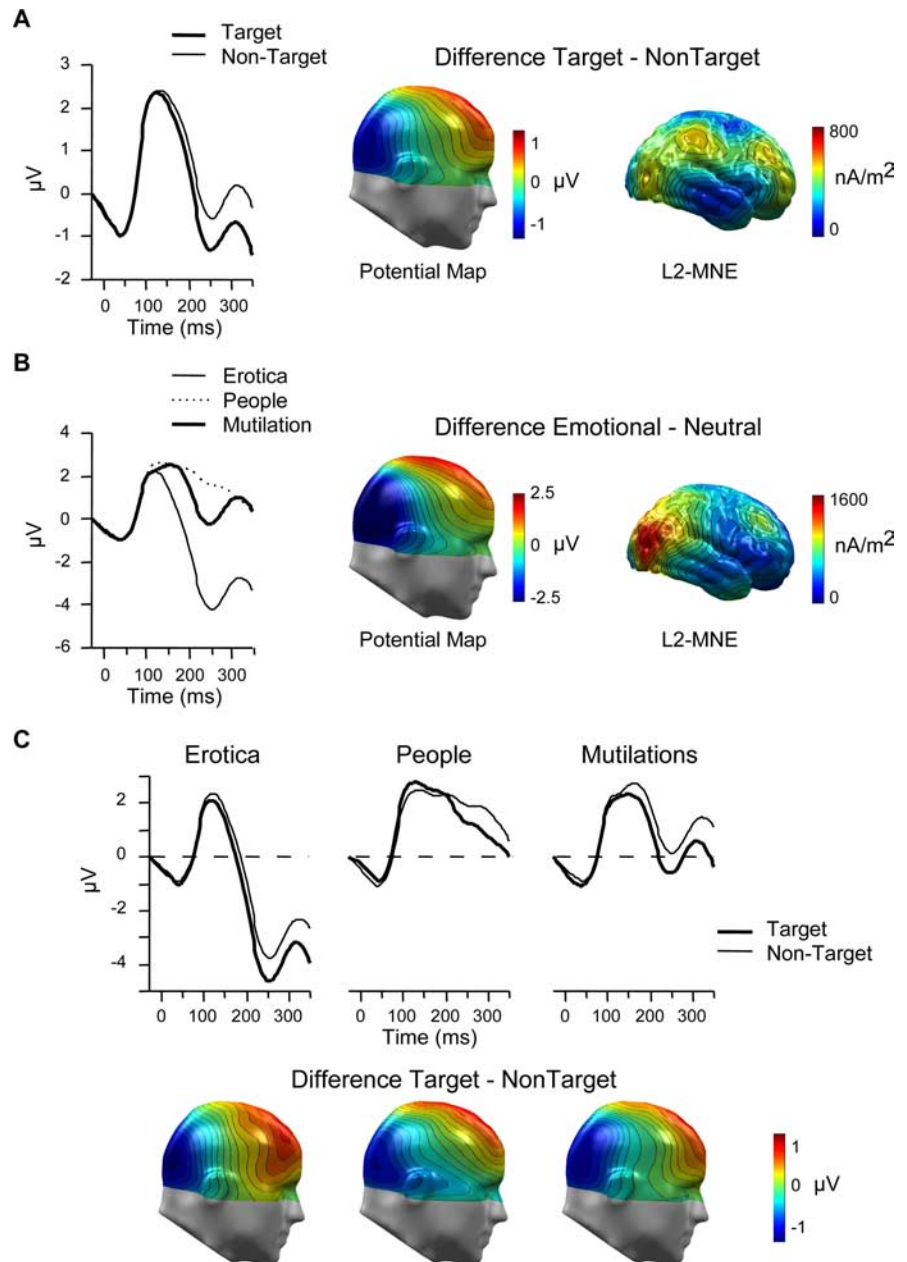 A
Target
Non-Target
Difference Target - NonTarget
3
2
1
0
-1
-2
µV
0 100 200 300
Time (ms)
1
0
-1
µV
Potential Map
800
nA/m2
0
L2-MNE
B
Erotica
People
Mutilation
Difference Emotional - Neutral
4
2
0
-2
-4
-6
µV
0 100 200 300
Time (ms)
2.5
0
-2.5
µV
Potential Map
1600
nA/m2
0
L2-MNE
C
Erotica People Mutilations
2
0
-2
-4
µV
Target
Non-Target
0 100 200 300 0 100 200 300 0 100 200 300
Time (ms)
Difference Target - NonTarget
1
0
-1
µV